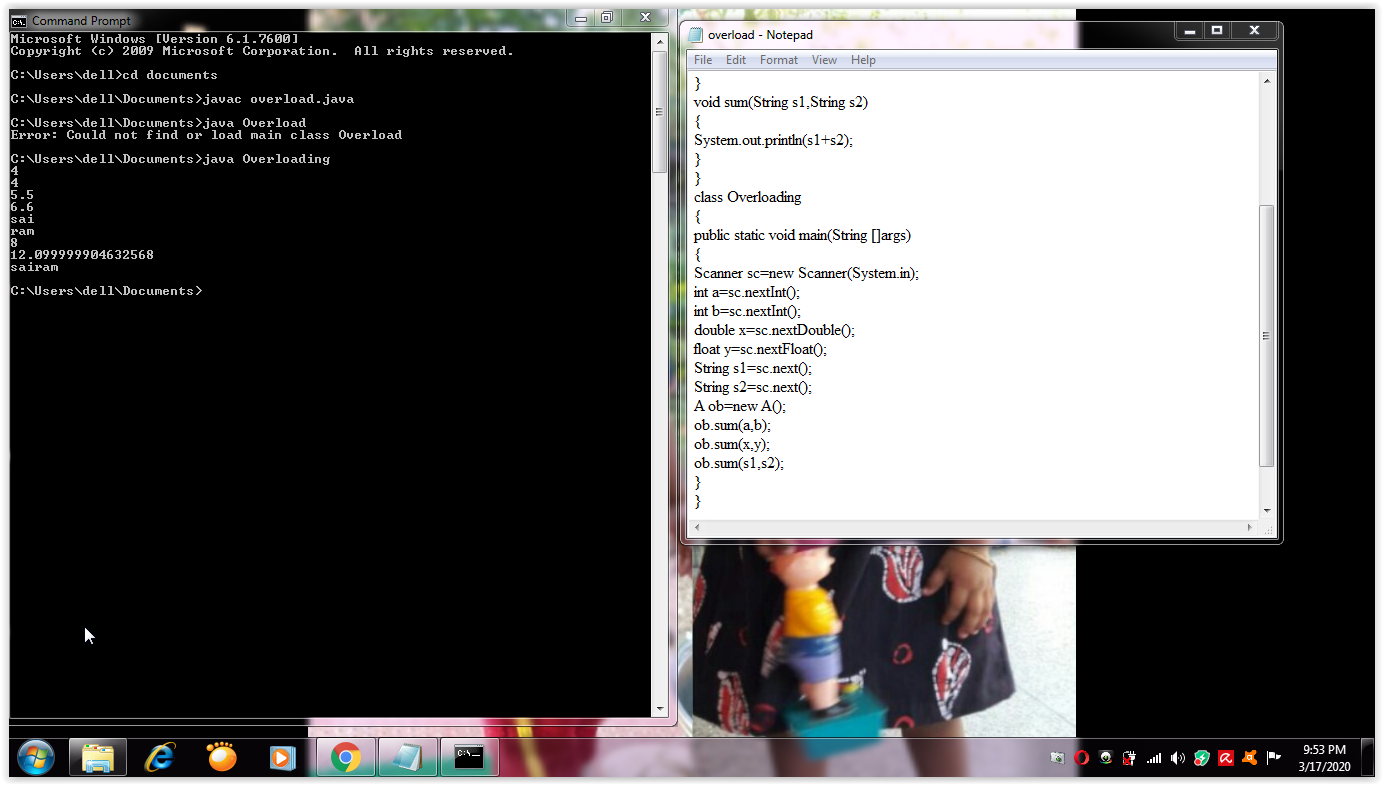 Command Prompt
Microsoft Windows [Version 6.1.7600]
Copyright (c) 2009 Microsoft Corporation.  All rights reserved.
C:\Users\dell>cd documents
C:\Users\dell\Documents>javac overload.java
C:\Users\dell\Documents>java Overload
Error: Could not find or load main class Overload
C:\Users\dell\Documents>java Overloading
4
4
5.5
6.6
sai
ram
8
12.099999904632568
sairam
C:\Users\dell\Documents>
overload - Notepad
File Edit Format View Help
}
void sum(String s1,String s2)
{
System.out.println(s1+s2);
}
}
class Overloading
{
public static void main(String []args)
{
Scanner sc=new Scanner(System.in);
int a=sc.nextInt();
int b=sc.nextInt();
double x=sc.nextDouble();
float y=sc.nextFloat();
String s1=sc.next();
String s2=sc.next();
A ob=new A();
ob.sum(a,b);
ob.sum(x,y);
ob.sum(s1,s2);
}
}
9:53 PM
3/17/2020